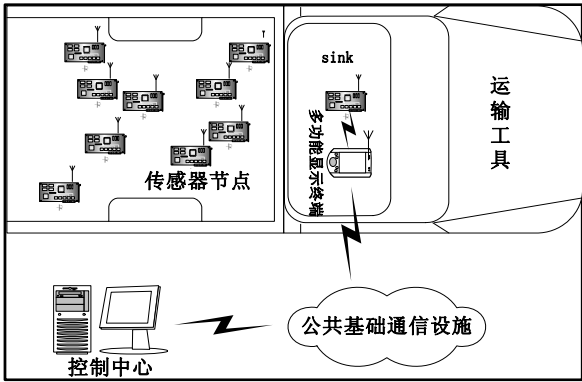 sink
运输工具
多功能显示终端
传感器节点
公共基础通信设施
控制中心